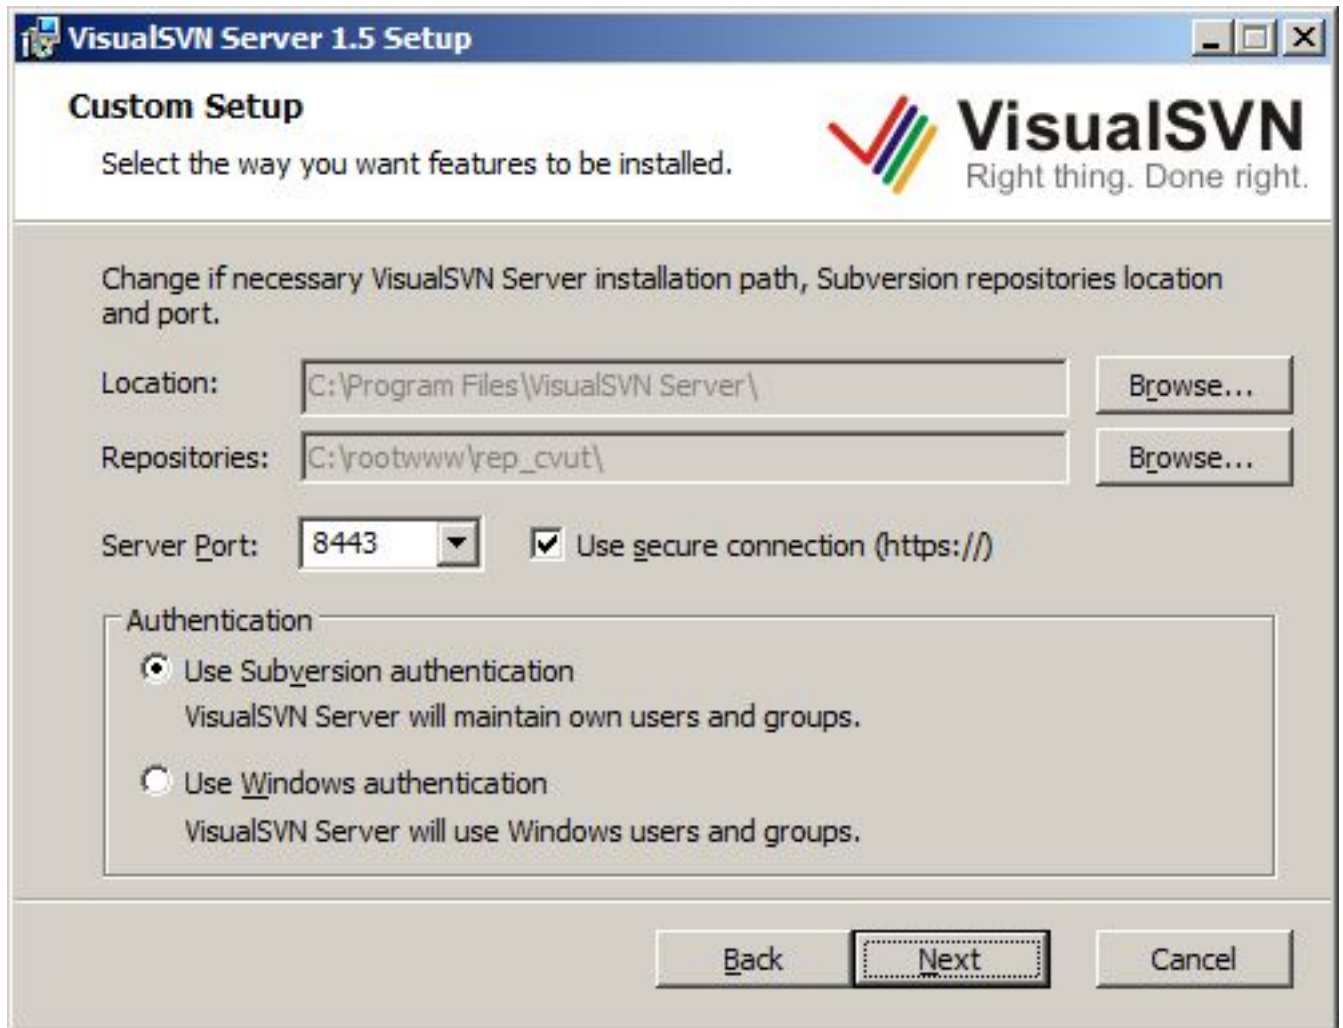 VisualSVN Server 1.5 Setup
Custom Setup
Select the way you want features to be installed.
VisualSVN
Right thing. Done right.
Change if necessary VisualSVN Server installation path, Subversion repositories location
and port.
Location: C:\Program Files\VisualSVN Server\ Browse...
Repositories: C:\rootwww\rep_cvut\ Browse...
Server Port: 8443 Use secure connection (https://)
Authentication
Use Subversion authentication
VisualSVN Server will maintain own users and groups.
Use Windows authentication
VisualSVN Server will use Windows users and groups.
Back Next Cancel